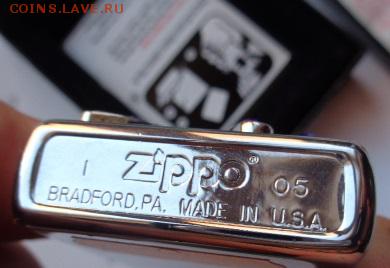 COINS.LAVE.RU
I zippo® 05
BRADFORD,PA. MADE IN U.S.A.